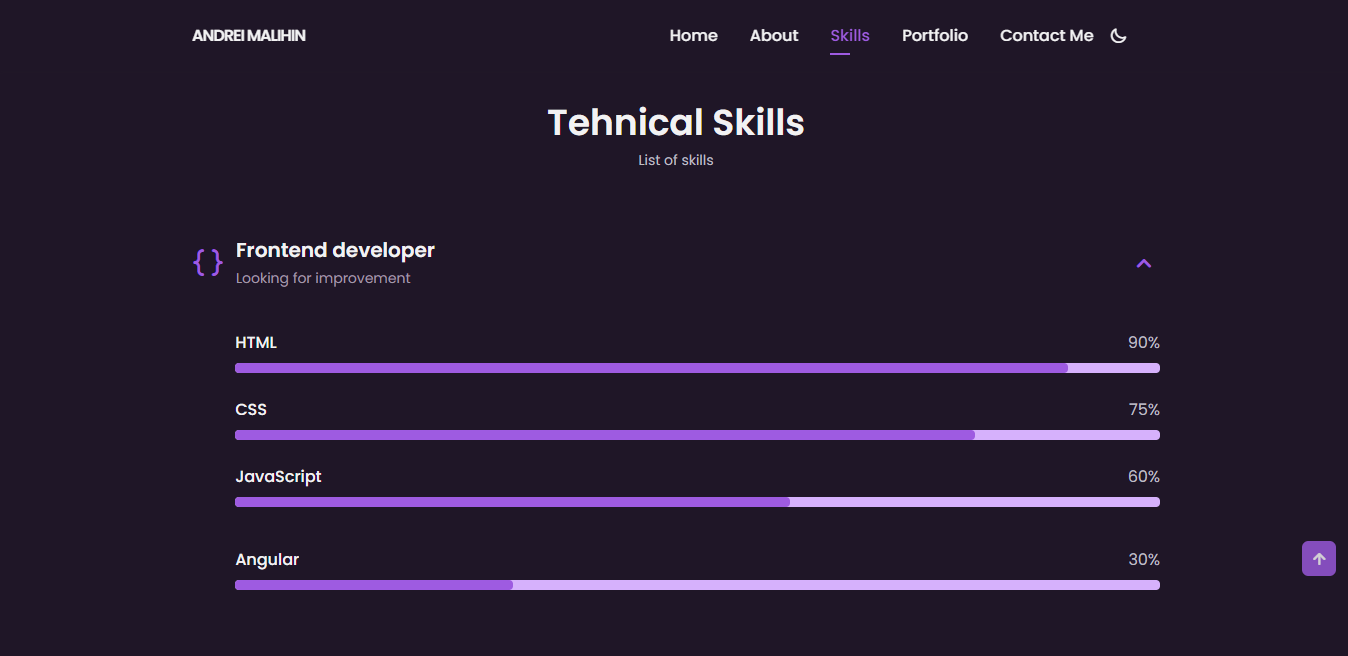 ANDREI MALIHIN
Home About Skills Portfolio Contact Me
Tehnical Skills
List of skills
{ } Frontend developer
Looking for improvement
HTML 90%
CSS 75%
JavaScript 60%
Angular 30%